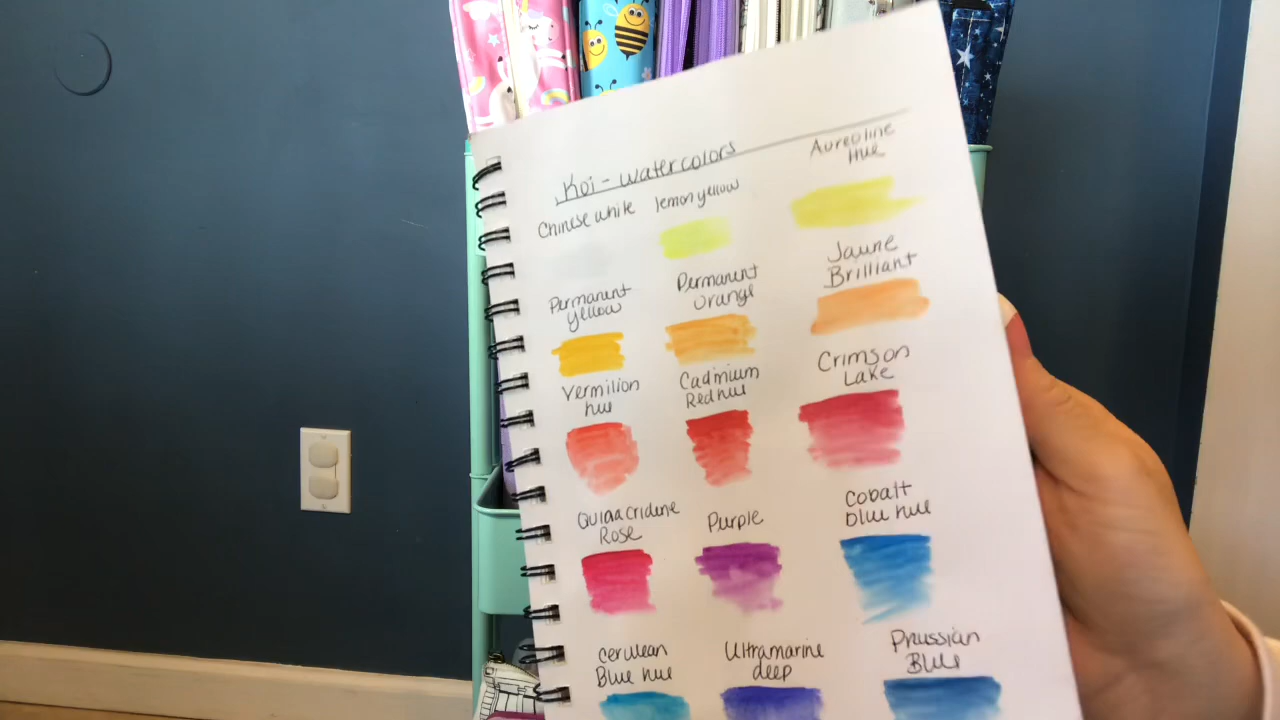 Koi - watercolors
Chinese white
lemon yellow
Aureoline
Hue
Permanent
yellow
Permanent
Orange
Jaune
Brilliant
Vermilion
hue
Cadmium
Red hue
Crimson
Lake
Quinacridene
Rose
Purple
Cobalt
blue hue
Cerulean
Blue hue
Ultramarine
deep
Prussian
Blue